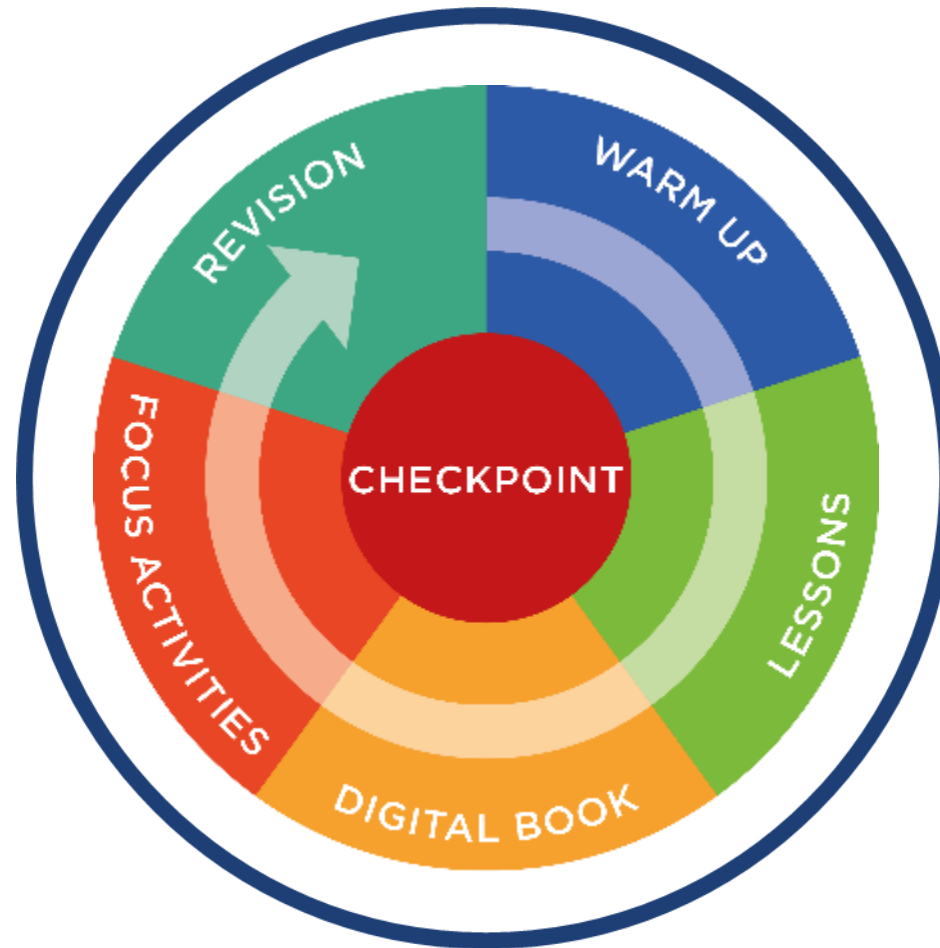 WARM UP
LESSONS
DIGITAL BOOK
FOCUS ACTIVITIES
REVISION
CHECKPOINT